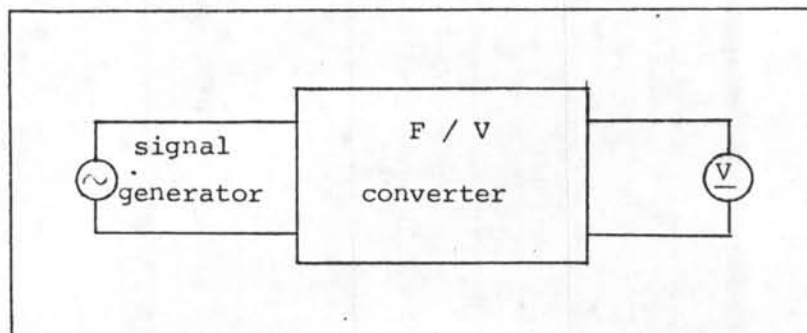 signal
generator
F / V
converter
V